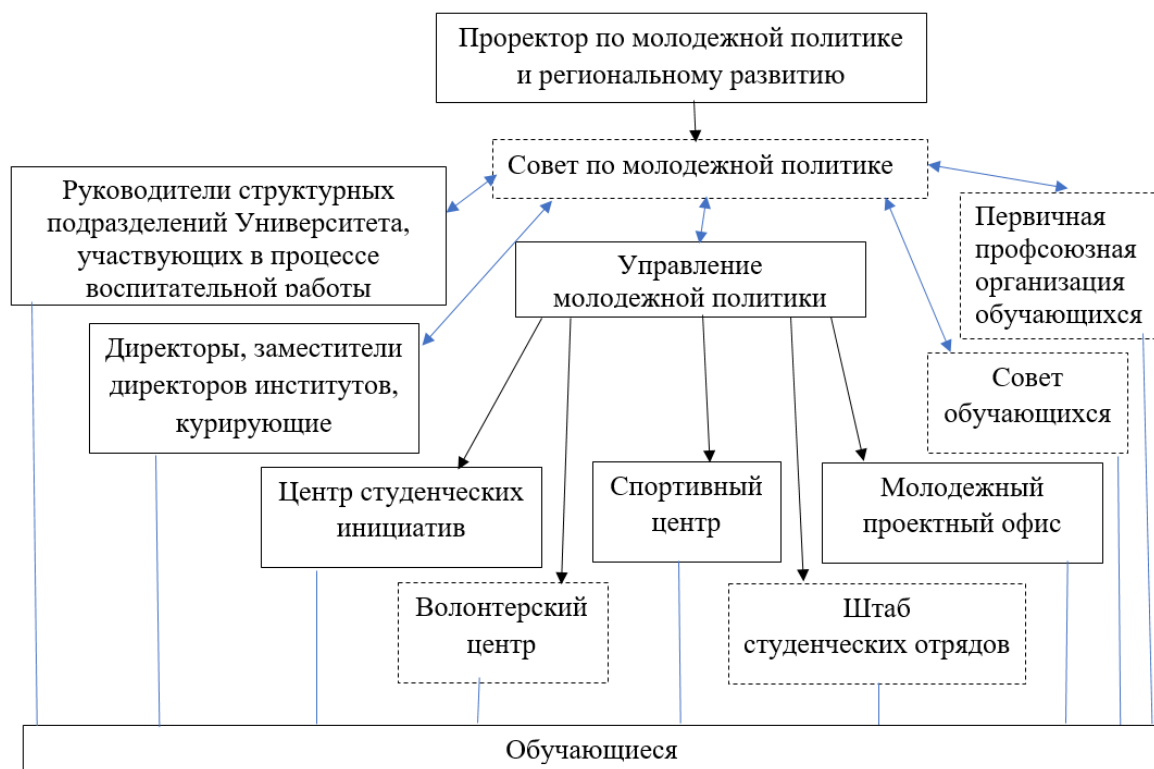 Проректор по молодежной политике
и региональному развитию
Совет по молодежной политике
Руководители структурных
подразделений Университета,
участвующих в процессе
воспитательной работы
Первичная
профсоюзная
организация
обучающихся
Управление
молодежной политики
Директоры, заместители
директоров институтов,
курирующие
Совет
обучающихся
Центр студенческих
инициатив
Спортивный
центр
Молодежный
проектный офис
Волонтерский
центр
Штаб
студенческих отрядов
Обучающиеся